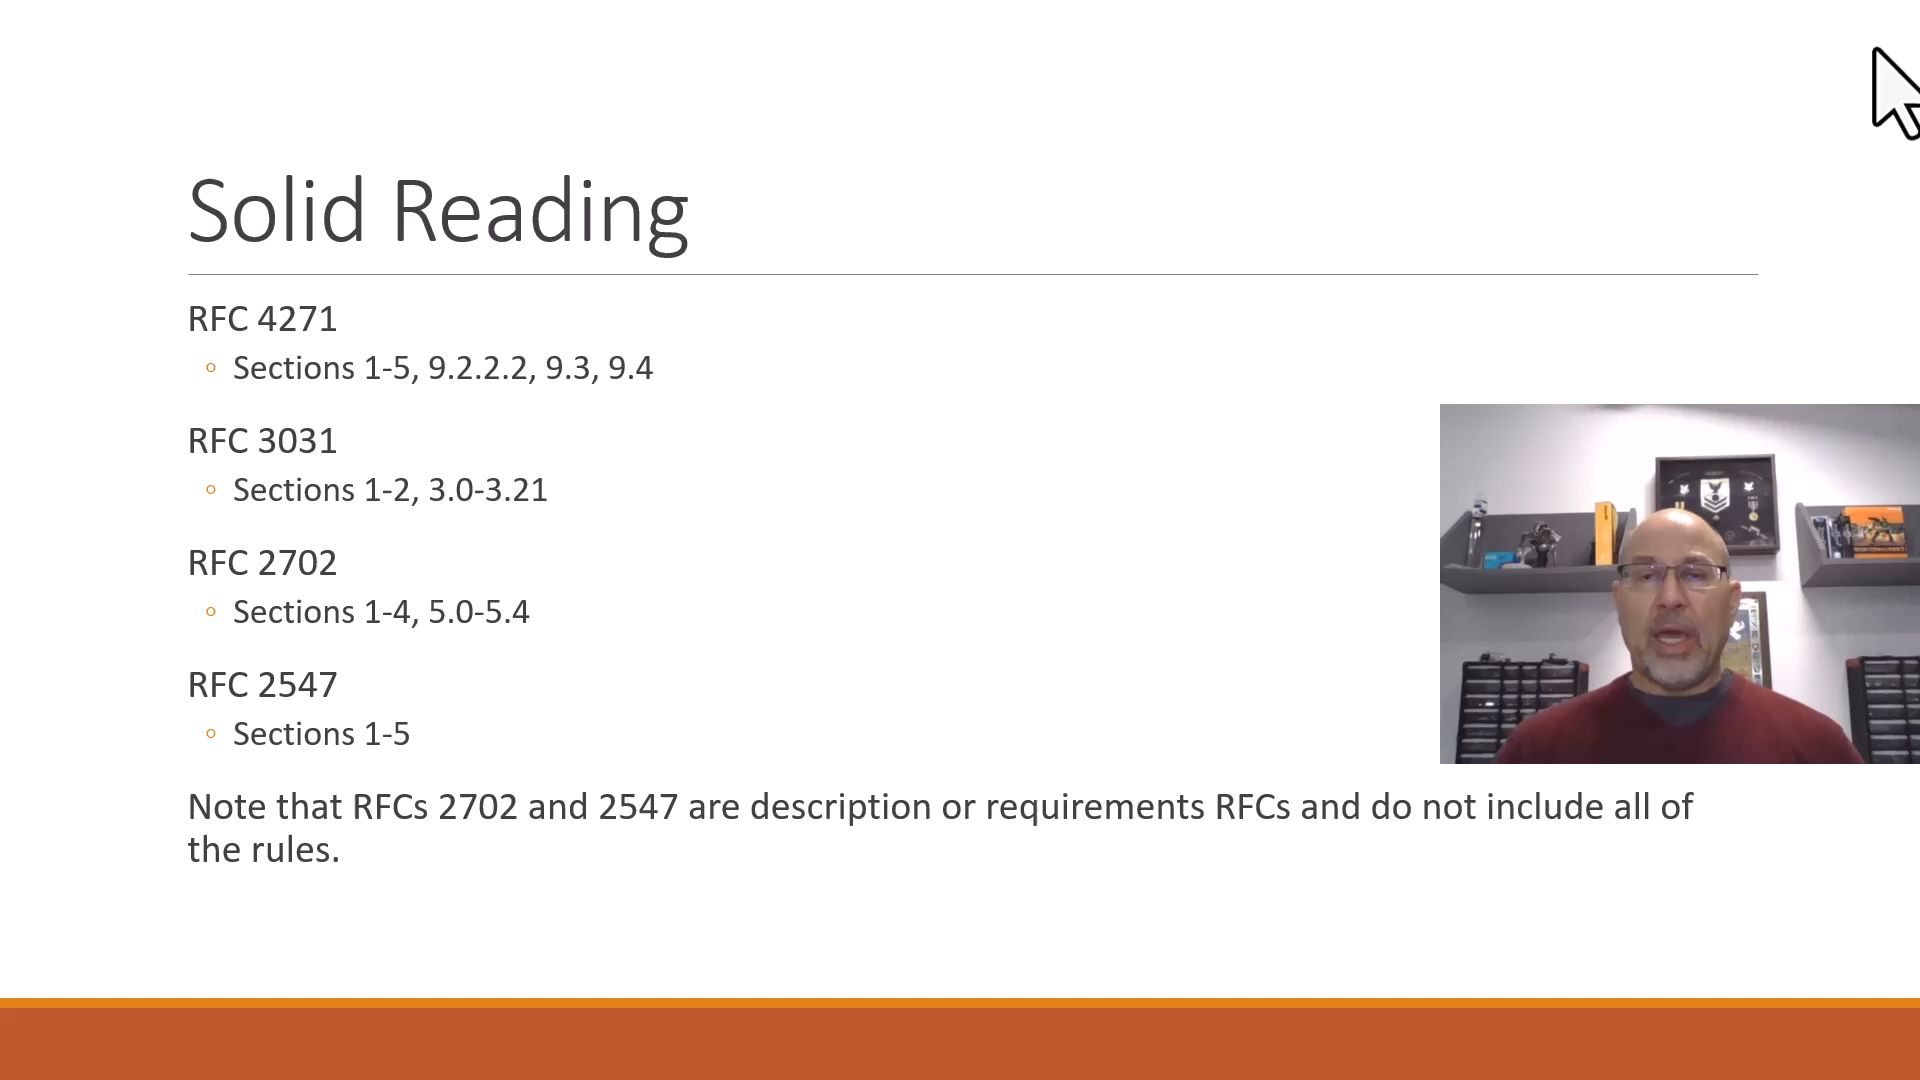 Solid Reading
RFC 4271
◦ Sections 1-5, 9.2.2.2, 9.3, 9.4
RFC 3031
◦ Sections 1-2, 3.0-3.21
RFC 2702
◦ Sections 1-4, 5.0-5.4
RFC 2547
◦ Sections 1-5
Note that RFCs 2702 and 2547 are description or requirements RFCs and do not include all of
the rules.